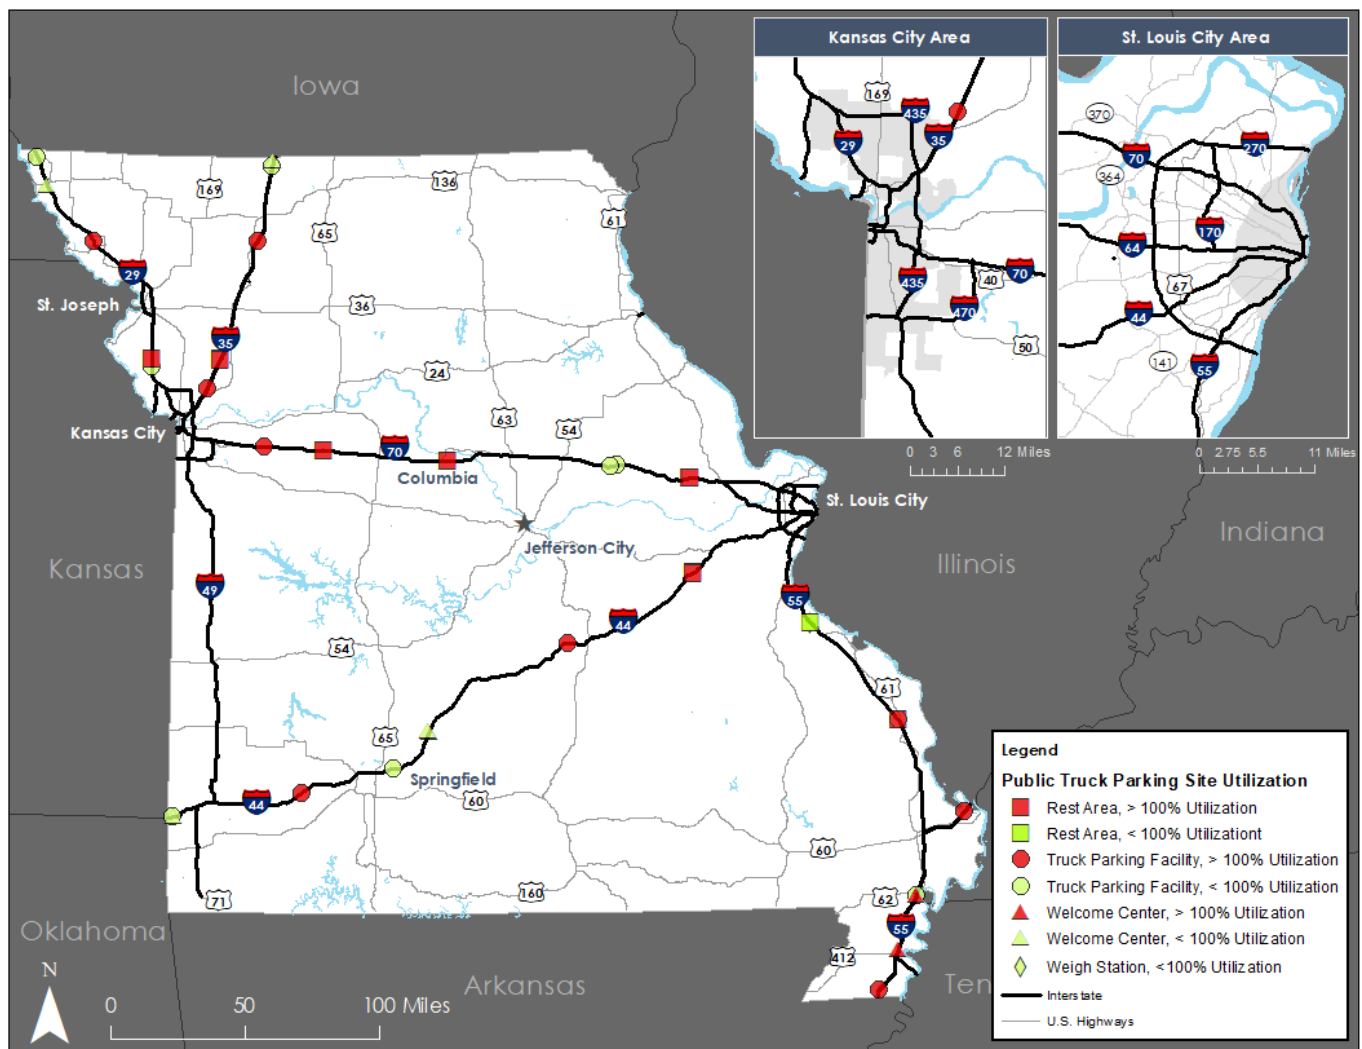 Kansas City Area
St. Louis City Area
Iowa
169
435
35
29
435
70
40
470
50
370
270
70
364
170
64
67
44
141
55
0 3 6 12 Miles
0 2.75 5.5 11 Miles
136
169
65
61
29
St. Joseph
36
35
24
63
54
Kansas City
70
Columbia
St. Louis City
Jefferson City
Kansas
Illinois
Indiana
49
55
44
54
61
65
Springfield
44
60
60
160
71
62
55
412
Oklahoma
Arkansas
Ten
N
0 50 100 Miles
Legend
Public Truck Parking Site Utilization
Rest Area, > 100% Utilization
Rest Area, < 100% Utilizationt
Truck Parking Facility, > 100% Utilization
Truck Parking Facility, < 100% Utilization
Welcome Center, > 100% Utilization
Welcome Center, < 100% Utilization
Weigh Station, <100% Utilization
Interstate
U.S. Highways